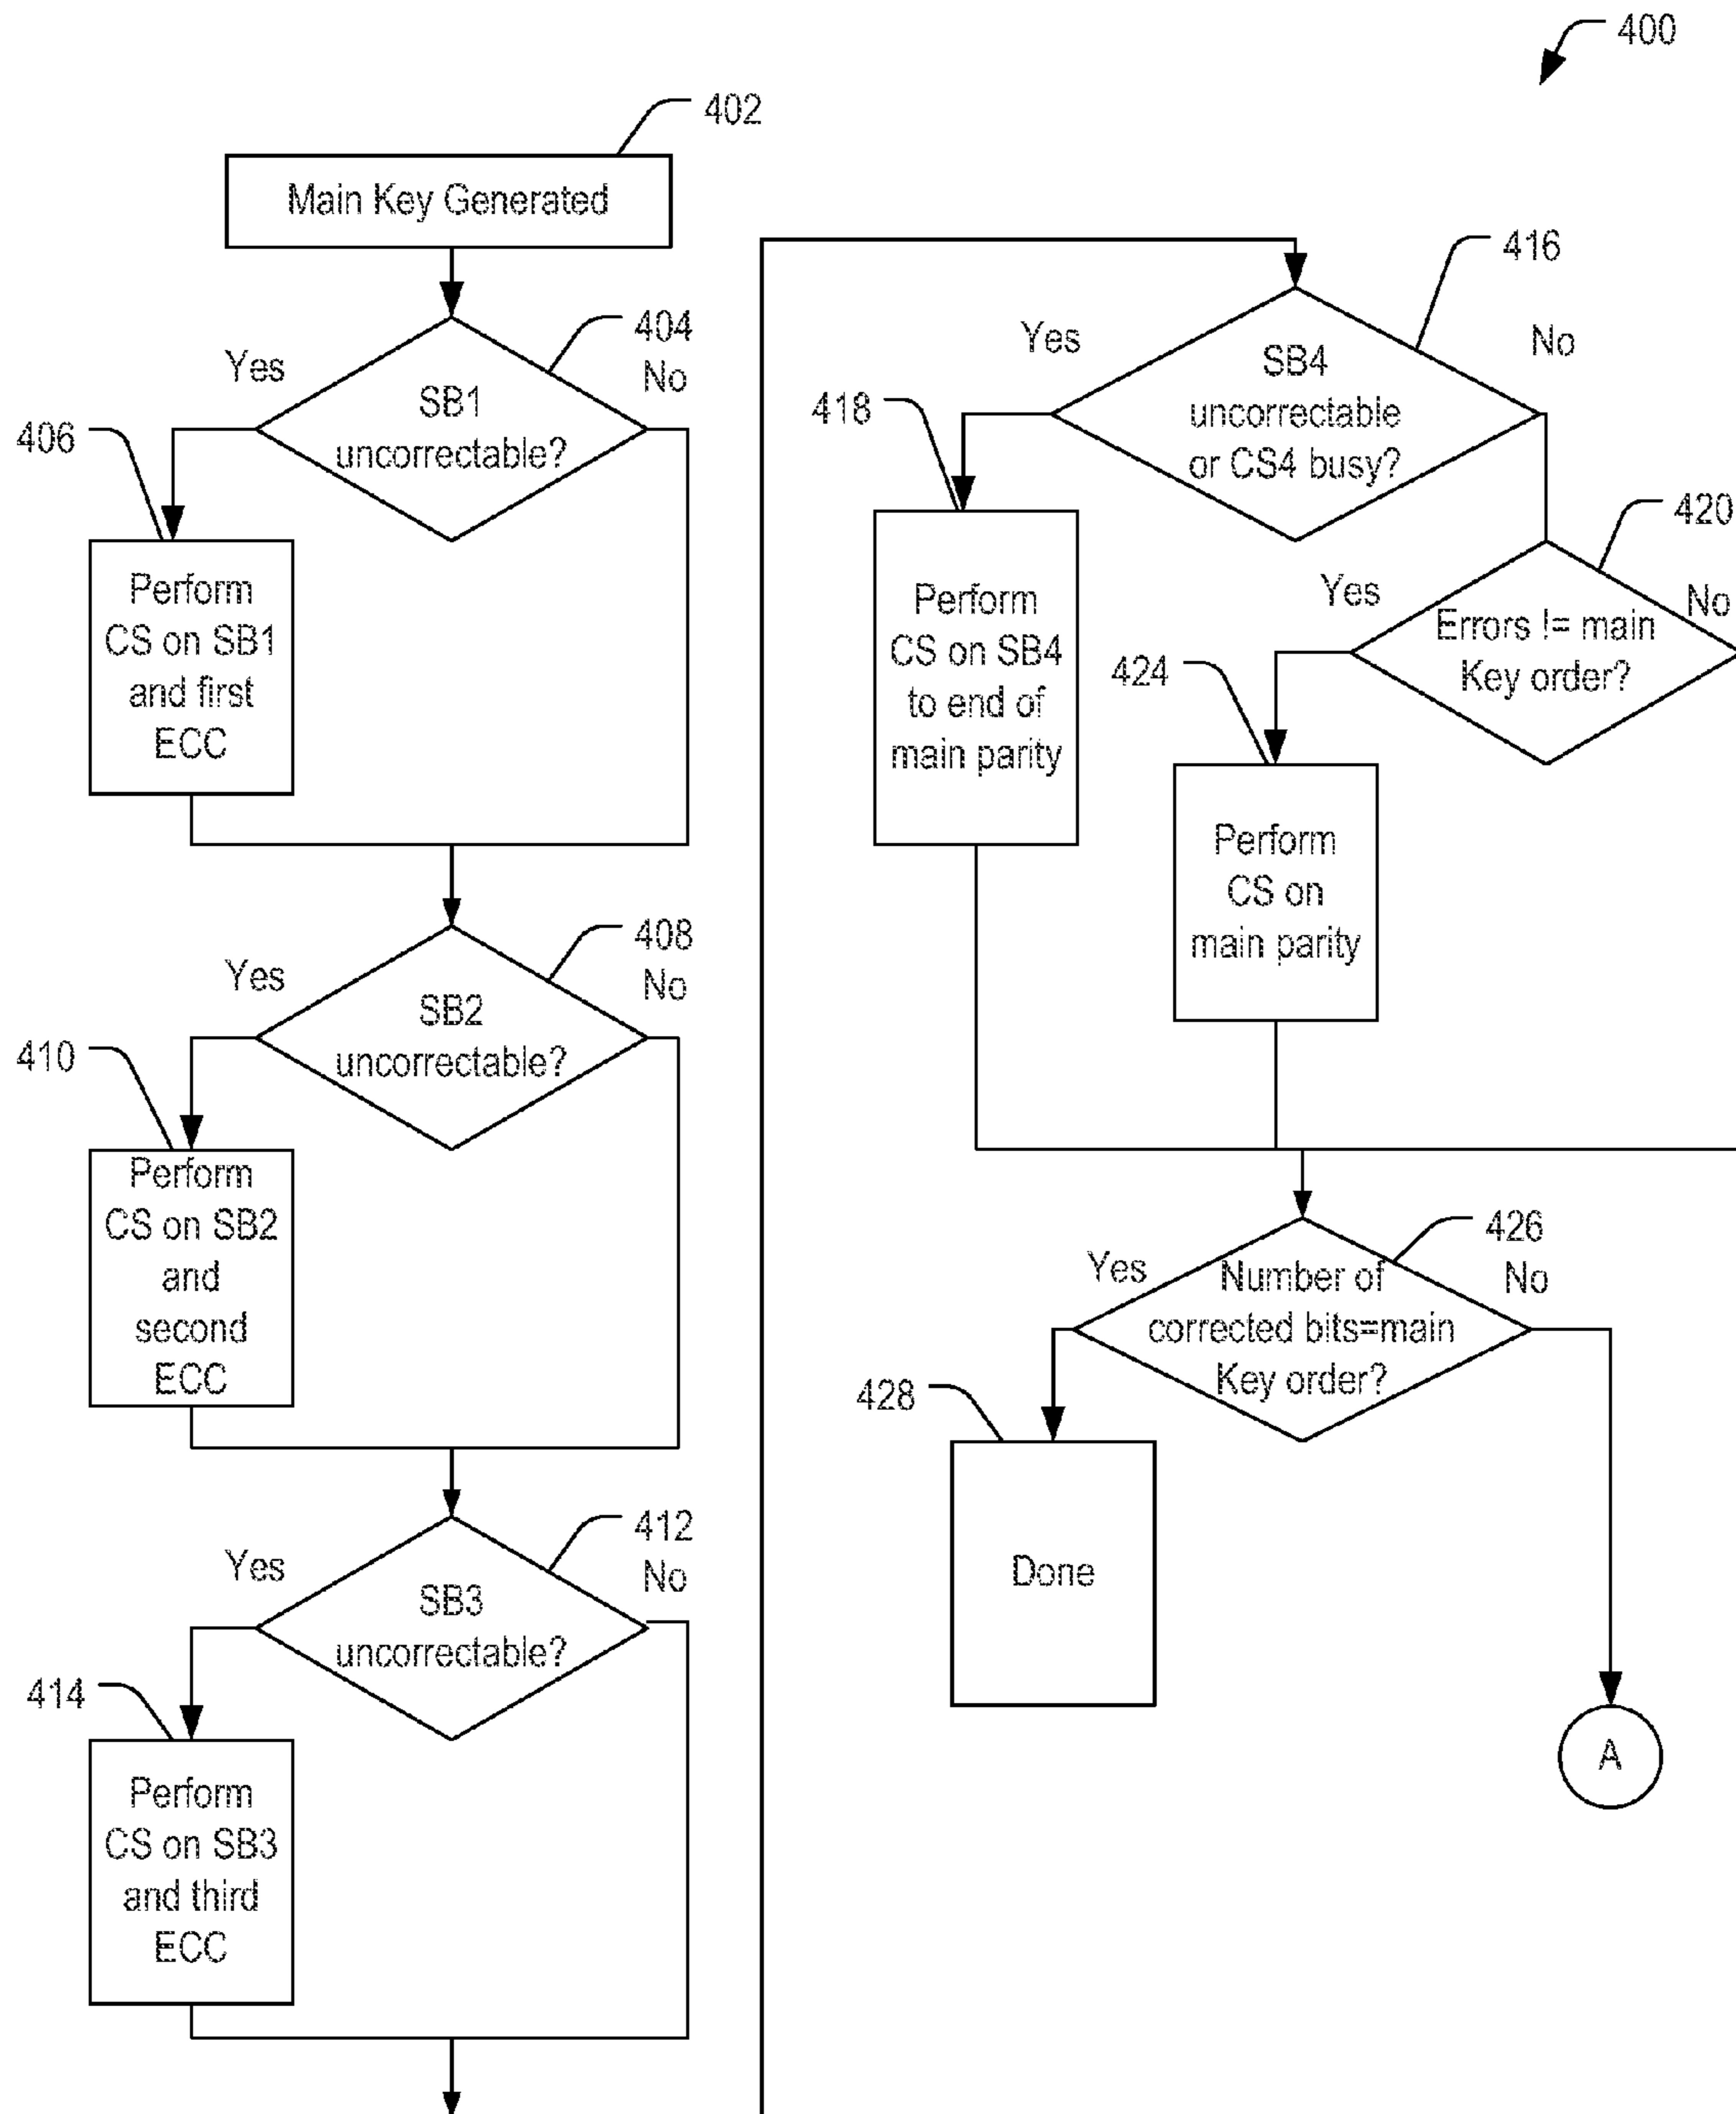 400
402
Main Key Generated
404
Yes
No
SB1
uncorrectable?
406
Perform
CS on SB1
and first
ECC
408
Yes
No
SB2
uncorrectable?
410
Perform
CS on SB2
and
second
ECC
412
Yes
No
SB3
uncorrectable?
414
Perform
CS on SB3
and third
ECC
416
Yes
No
SB4
uncorrectable
or CS4 busy?
418
Perform
CS on SB4
to end of
main parity
420
Yes
No
Errors != main
Key order?
424
Perform
CS on
main parity
426
Yes
No
Number of
corrected bits=main
Key order?
428
Done
A